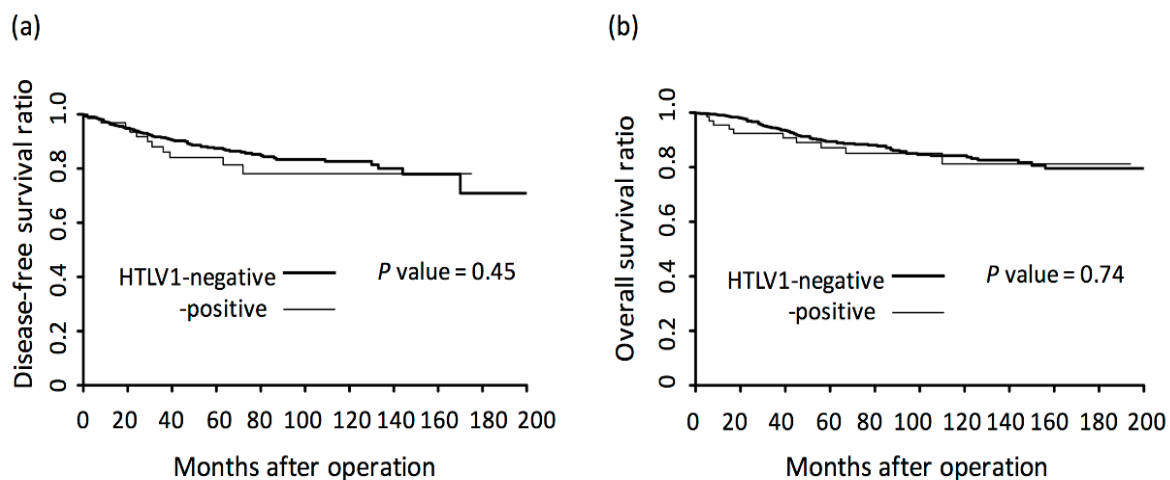 (a)
Disease-free survival ratio
1.0
0.8
0.6
0.4
0.2
0
HTLV1-negative
-positive
P value = 0.45
0 20 40 60 80 100 120 140 160 180 200
Months after operation
(b)
Overall survival ratio
1.0
0.8
0.6
0.4
0.2
0
HTLV1-negative
-positive
P value = 0.74
0 20 40 60 80 100 120 140 160 180 200
Months after operation